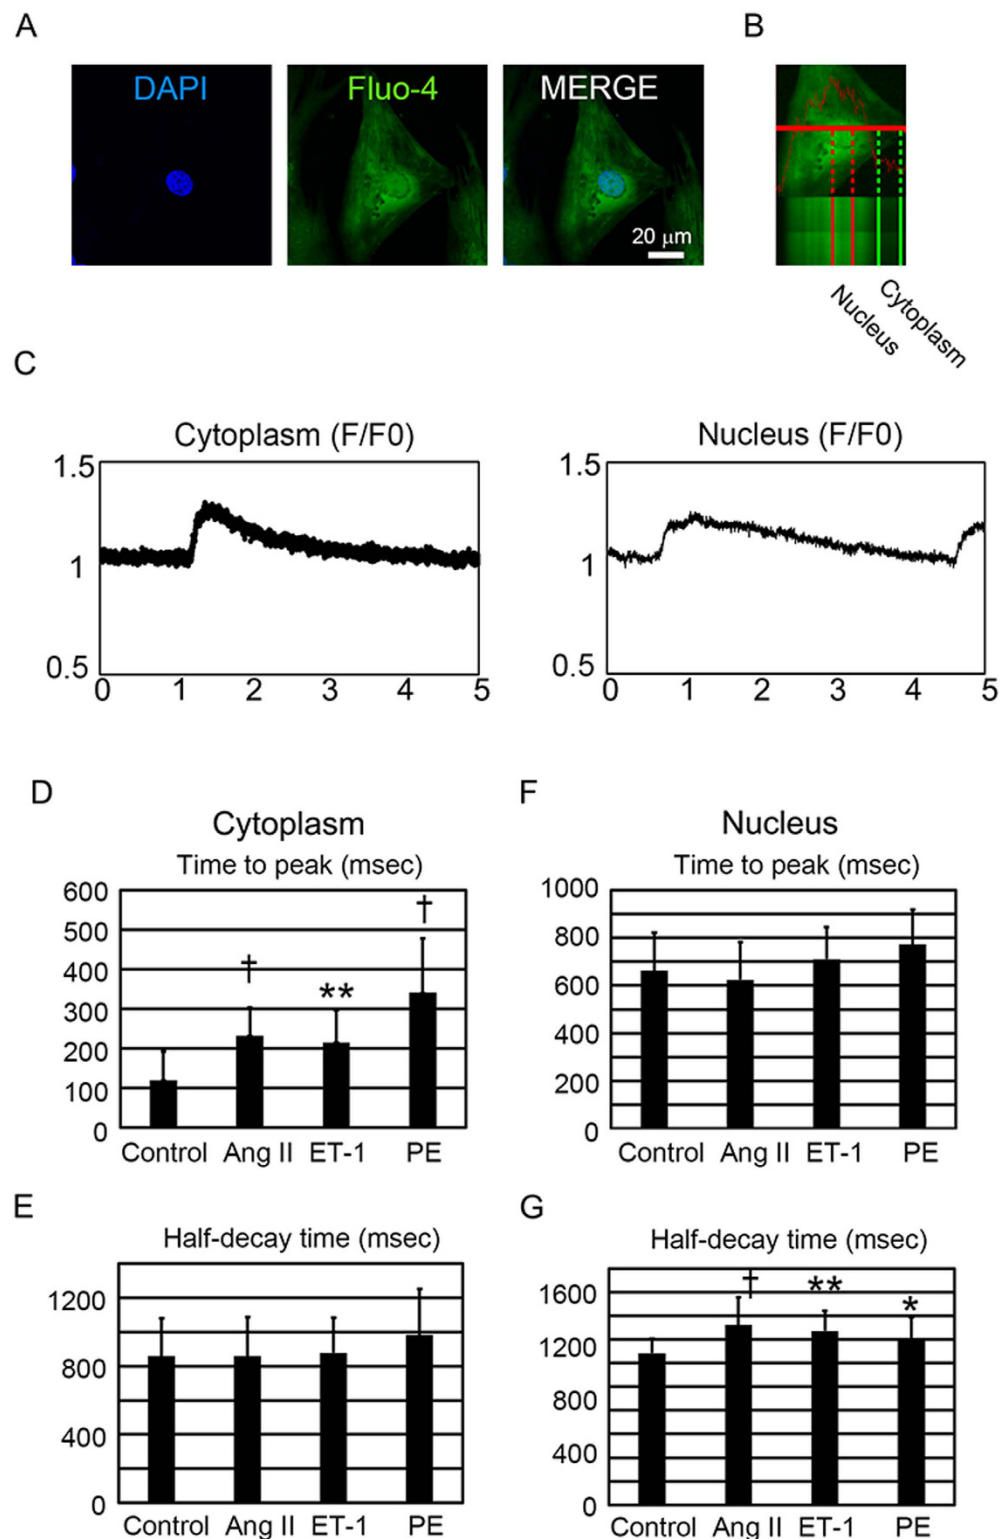 A
B
DAPI
Fluo-4
MERGE
20 μm
Nucleus
Cytoplasm
C
Cytoplasm (F/F0)
1.5
1
0.5
0 1 2 3 4 5
Nucleus (F/F0)
1.5
1
0.5
0 1 2 3 4 5
D
Cytoplasm
Time to peak (msec)
600
500
400
300
200
100
0
†
**
†
Control Ang II ET-1 PE
F
Nucleus
Time to peak (msec)
1000
800
600
400
200
0
Control Ang II ET-1 PE
E
Half-decay time (msec)
1200
800
400
0
Control Ang II ET-1 PE
G
Half-decay time (msec)
1600
1200
800
400
0
†
**
*
Control Ang II ET-1 PE